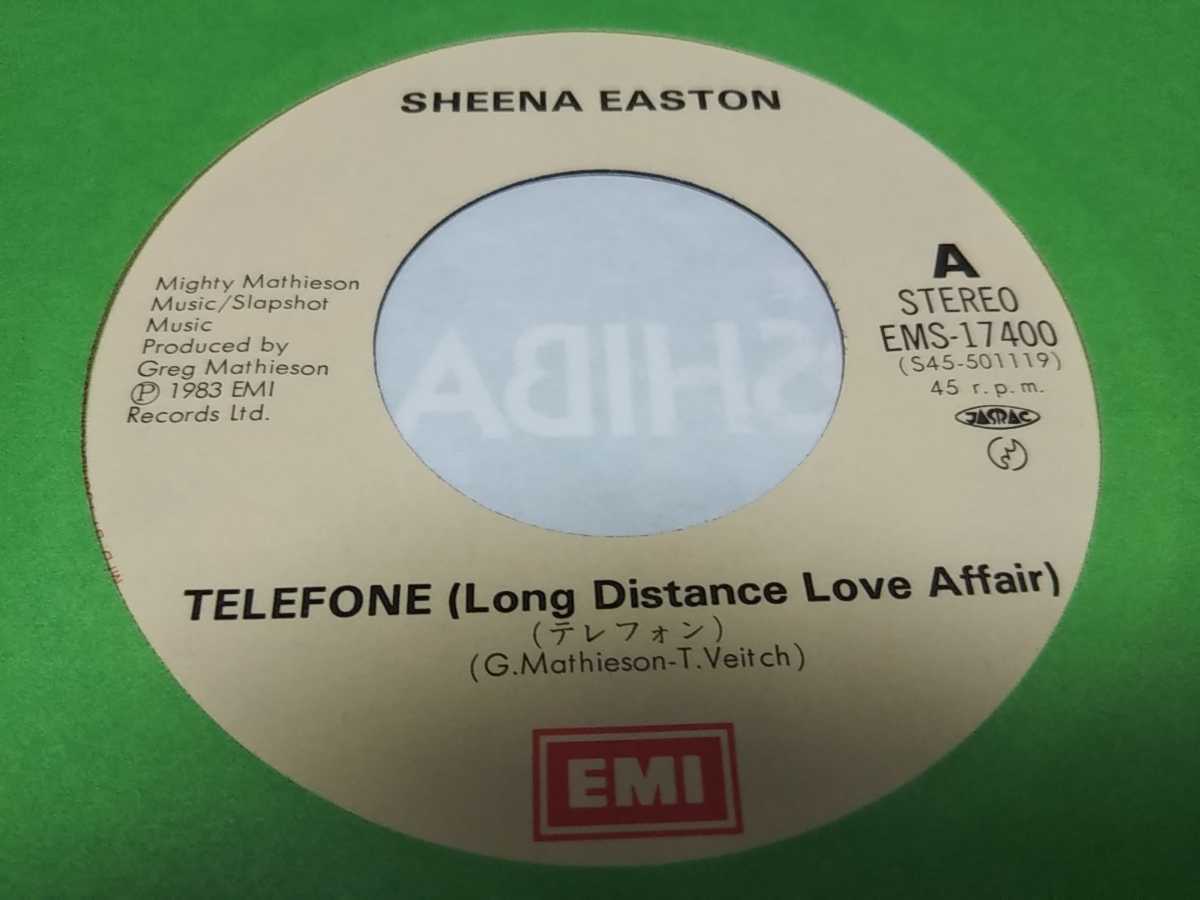 SHEENA EASTON
Mighty Mathieson
Music/Slapshot
Music
Produced by
Greg Mathieson
Ⓟ 1983 EMI
Records Ltd.
A
STEREO
EMS-17400
(S45-501119)
45 r.p.m.
JASRAC
SHIBA
TELEFONE (Long Distance Love Affair)
(テレフォン)
(G.Mathieson-T.Veitch)
EMI